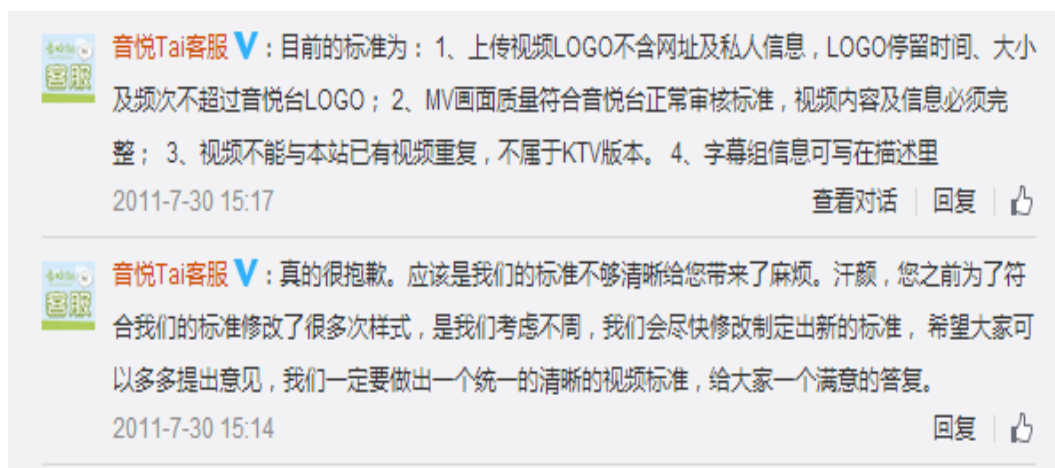 音悦Tai客服 V：目前的标准为： 1、上传视频LOGO不含网址及私人信息，LOGO停留时间、大小
及频次不超过音悦台LOGO； 2、MV画面质量符合音悦台正常审核标准，视频内容及信息必须完
整； 3、视频不能与本站已有视频重复，不属于KTV版本。 4、字幕组信息可写在描述里
2011-7-30 15:17 查看对话 回复
客服
音悦Tai客服 V：真的很抱歉。应该是我们的标准不够清晰给您带来了麻烦。汗颜，您之前为了符
合我们的标准修改了很多次样式，是我们考虑不周，我们会尽快修改制定出新的标准， 希望大家可
以多多提出意见，我们一定要做出一个统一的清晰的视频标准，给大家一个满意的答复。
2011-7-30 15:14 回复
客服